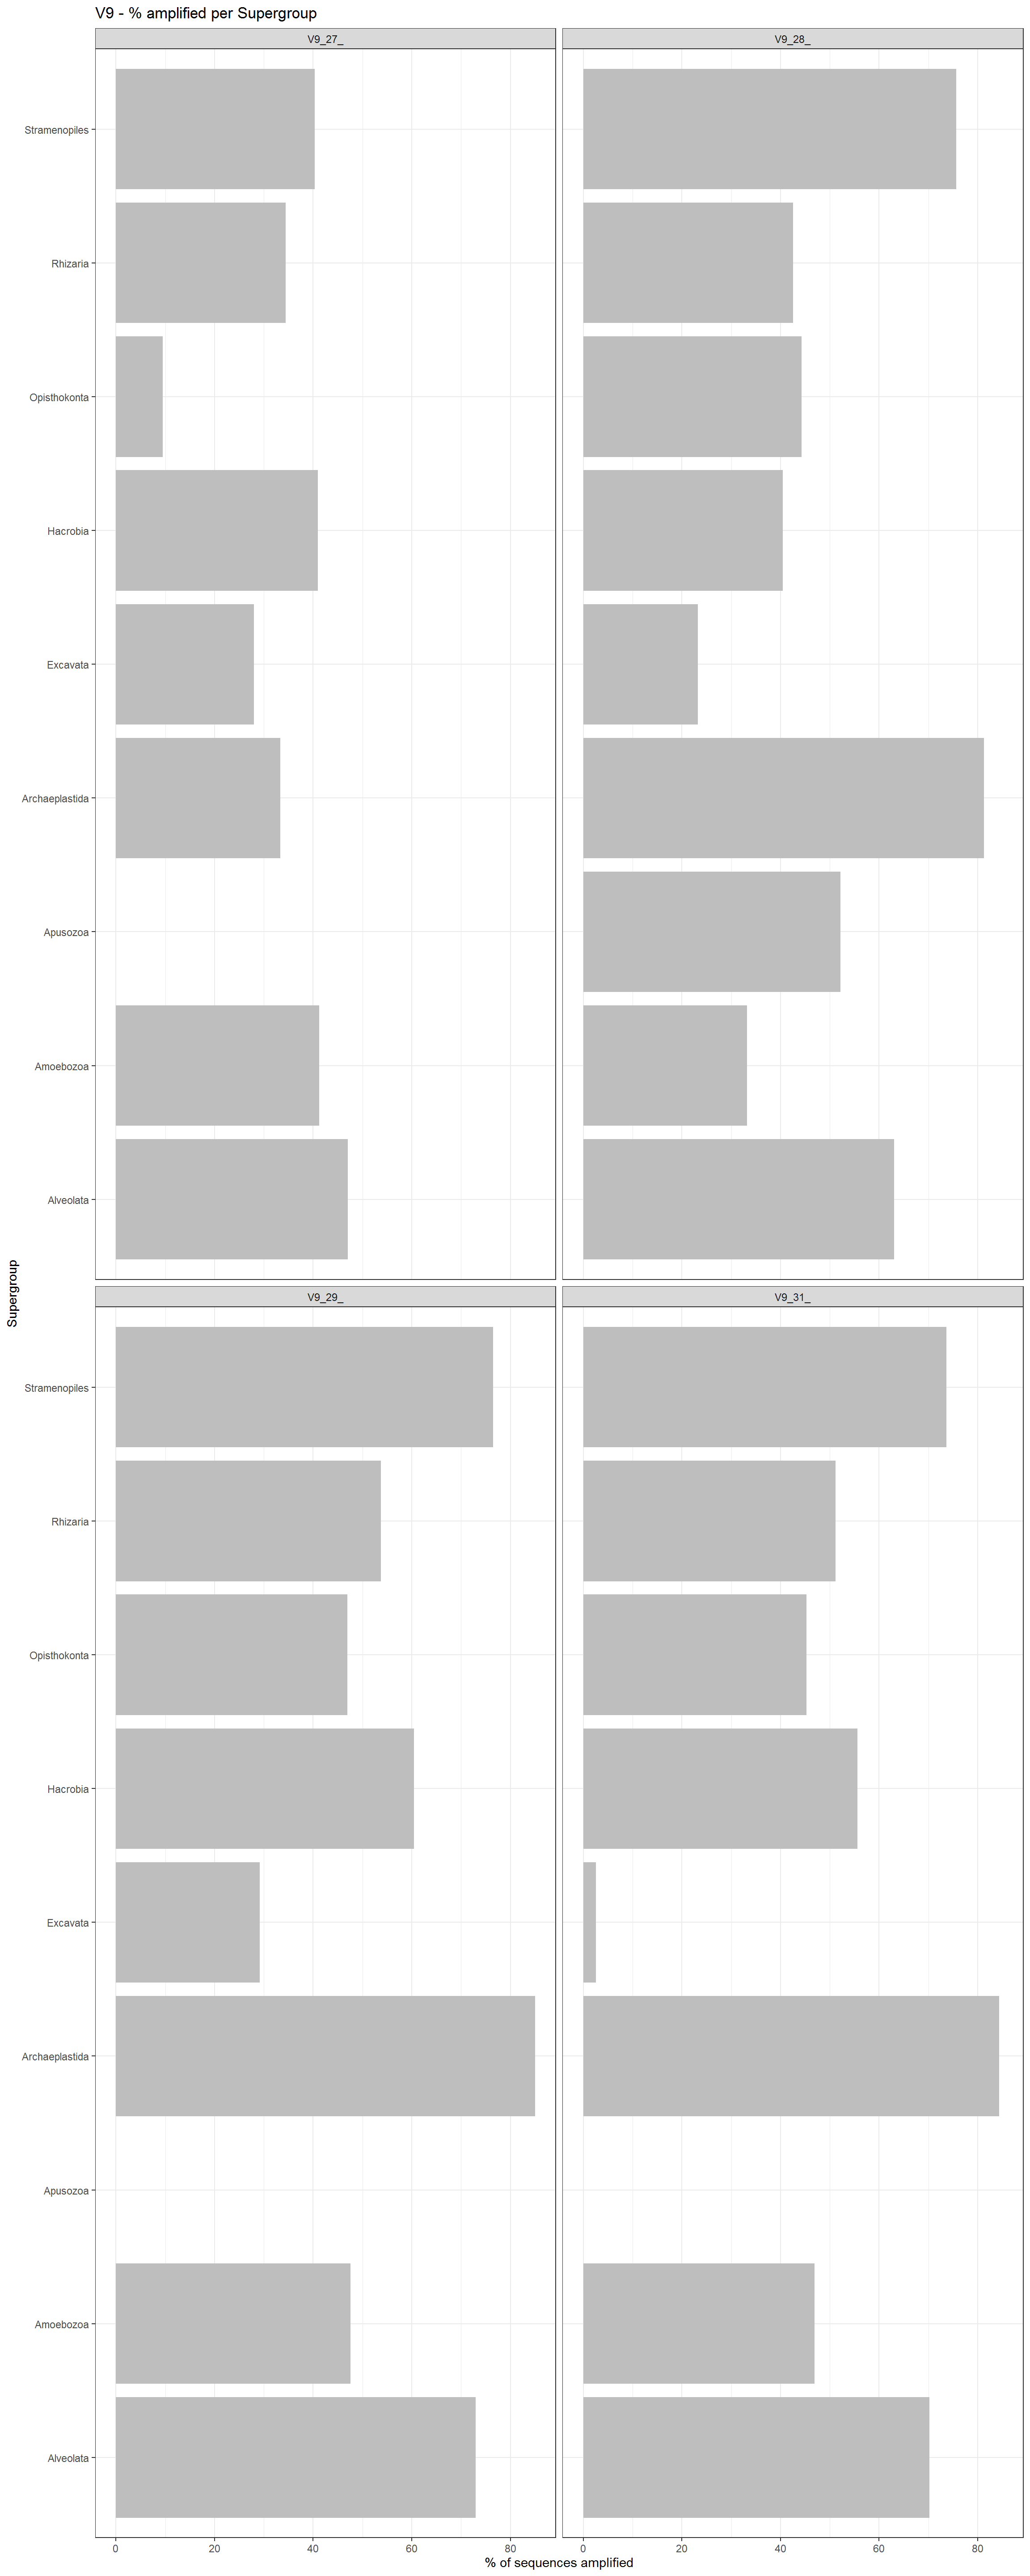 V9 - % amplified per Supergroup
V9_27_
V9_28_
Stramenopiles
Rhizaria
Opisthokonta
Hacrobia
Excavata
Archaeplastida
Apusozoa
Amoebozoa
Alveolata
Supergroup
V9_29_
V9_31_
Stramenopiles
Rhizaria
Opisthokonta
Hacrobia
Excavata
Archaeplastida
Apusozoa
Amoebozoa
Alveolata
0 20 40 60 80 0 20 40 60 80
% of sequences amplified